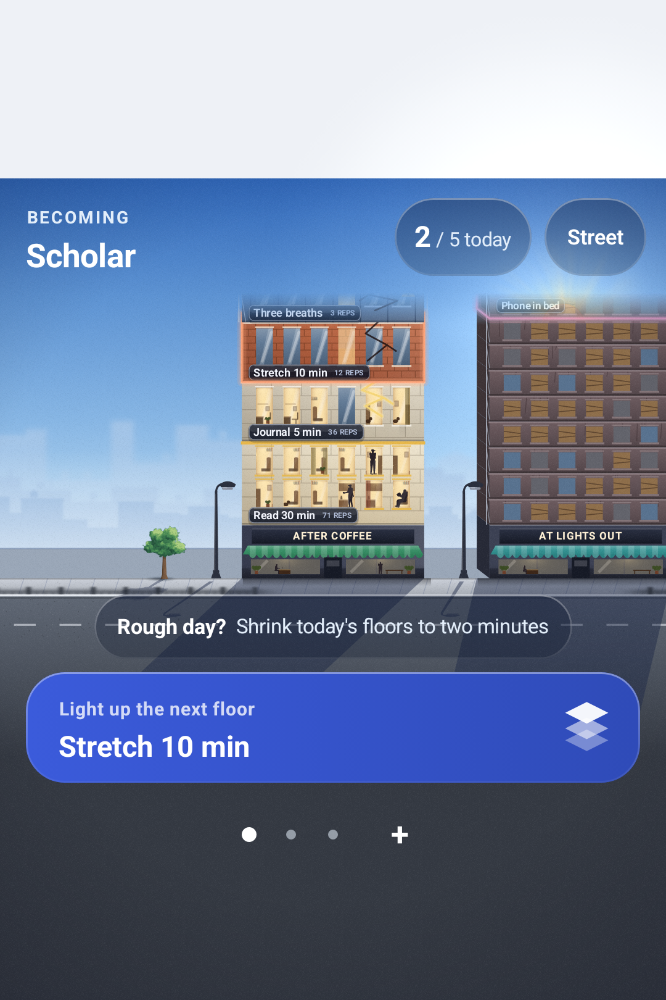 BECOMING
Scholar
2 / 5 today
Street
Three breaths 3 REPS
Phone in bed
Stretch 10 min 12 REPS
Journal 5 min 36 REPS
Read 30 min 71 REPS
AFTER COFFEE
AT LIGHTS OUT
Rough day? Shrink today's floors to two minutes
Light up the next floor
Stretch 10 min
+